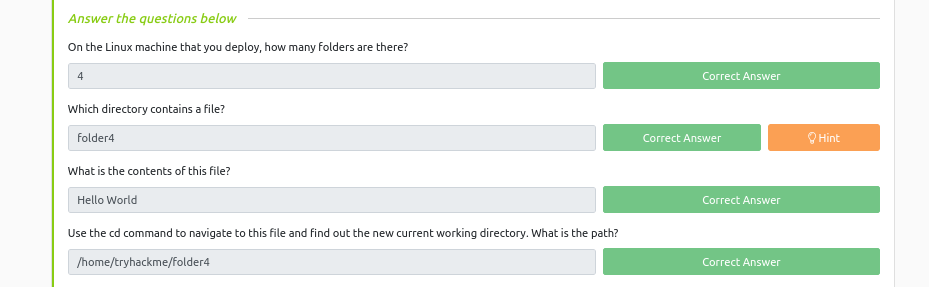 Answer the questions below
On the Linux machine that you deploy, how many folders are there?
4
Correct Answer
Which directory contains a file?
folder4
Correct Answer
Hint
What is the contents of this file?
Hello World
Correct Answer
Use the cd command to navigate to this file and find out the new current working directory. What is the path?
/home/tryhackme/folder4
Correct Answer